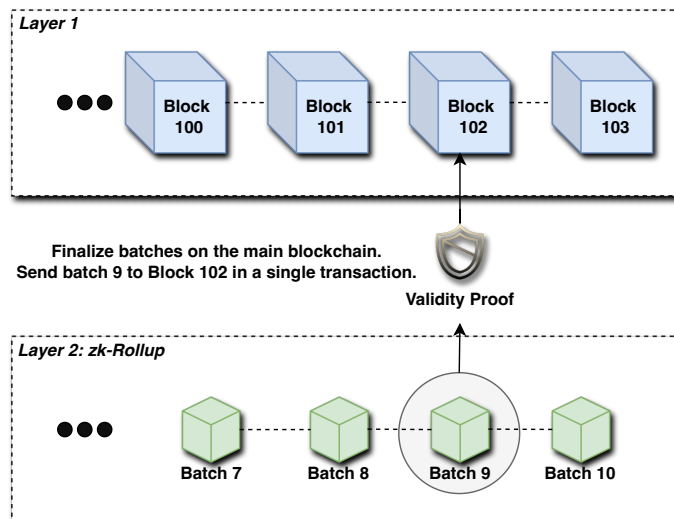 Layer 1
Block
100
Block
101
Block
102
Block
103
Finalize batches on the main blockchain.
Send batch 9 to Block 102 in a single transaction.
Validity Proof
Layer 2: zk-Rollup
Batch 7
Batch 8
Batch 9
Batch 10